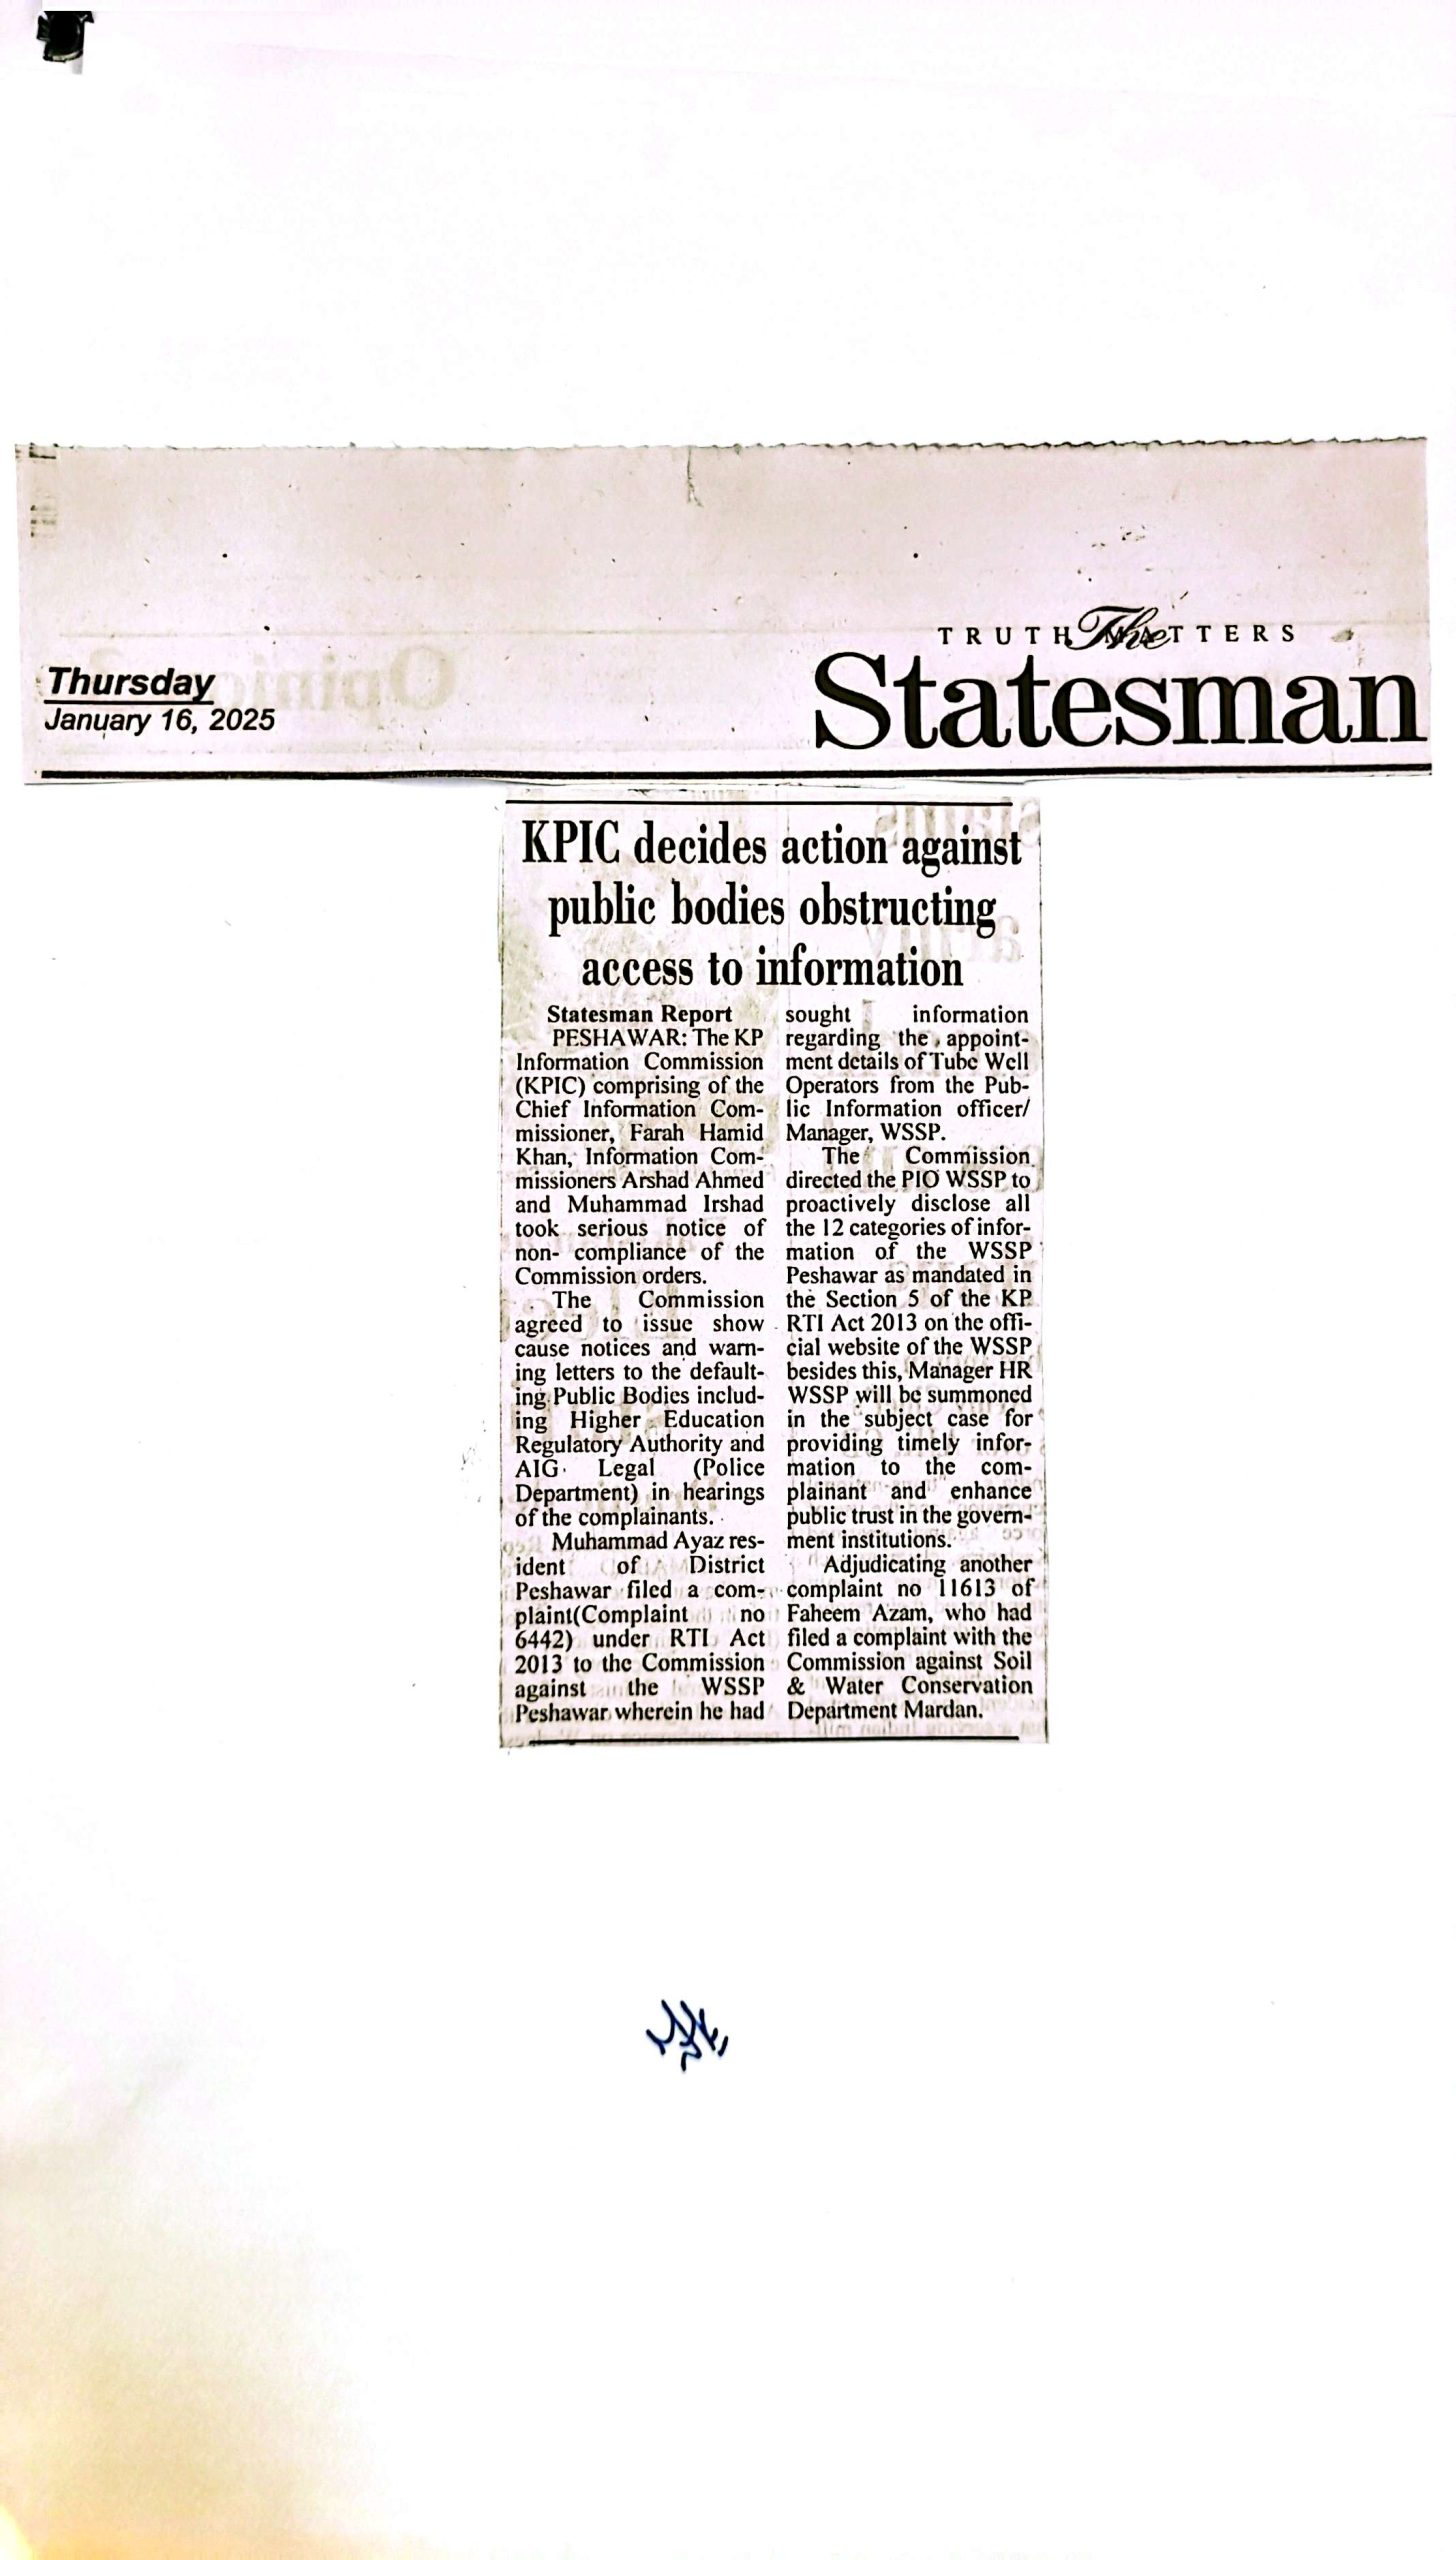 TRUTH MATTERS
The
Statesman
Thursday
January 16, 2025
KPIC decides action against
public bodies obstructing
access to information
Statesman Report
PESHAWAR: The KP
Information Commission
(KPIC) comprising of the
Chief Information Com-
missioner, Farah Hamid
Khan, Information Com-
missioners Arshad Ahmed
and Muhammad Irshad
took serious notice of
non- compliance of the
Commission orders.
The Commission
agreed to issue show
cause notices and warn-
ing letters to the default-
ing Public Bodies includ-
ing Higher Education
Regulatory Authority and
AIG Legal (Police
Department) in hearings
of the complainants.
Muhammad Ayaz res-
ident of District
Peshawar filed a com-
plaint(Complaint no
6442) under RTI Act
2013 to the Commission
against the WSSP
Peshawar wherein he had
sought information
regarding the appoint-
ment details of Tube Well
Operators from the Pub-
lic Information officer/
Manager, WSSP.
The Commission
directed the PIO WSSP to
proactively disclose all
the 12 categories of infor-
mation of the WSSP
Peshawar as mandated in
the Section 5 of the KP
RTI Act 2013 on the offi-
cial website of the WSSP
besides this, Manager HR
WSSP will be summoned
in the subject case for
providing timely infor-
mation to the com-
plainant and enhance
public trust in the govern-
ment institutions.
Adjudicating another
complaint no 11613 of
Faheem Azam, who had
filed a complaint with the
Commission against Soil
& Water Conservation
Department Mardan.